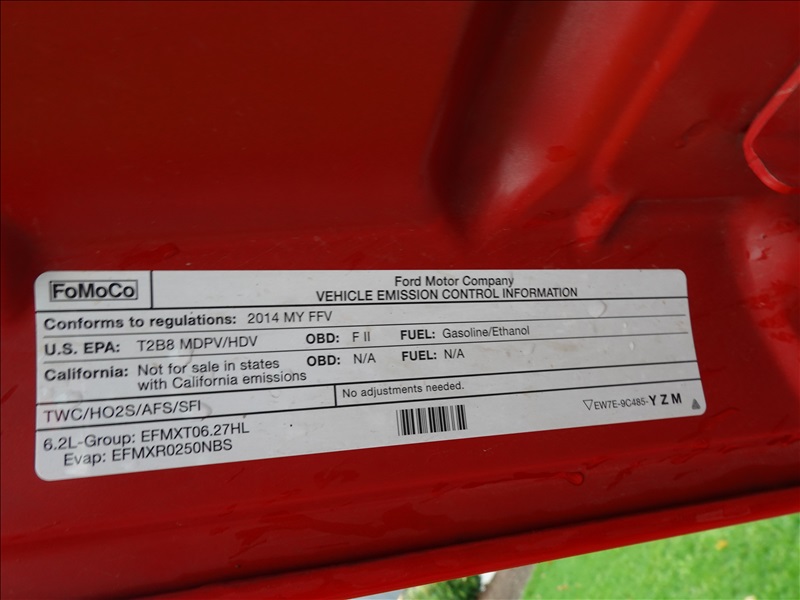 FoMoCo
Ford Motor Company
VEHICLE EMISSION CONTROL INFORMATION
Conforms to regulations: 2014 MY FFV
U.S. EPA: T2B8 MDPV/HDV OBD: F II FUEL: Gasoline/Ethanol
California: Not for sale in states with California emissions OBD: N/A FUEL: N/A
TWC/HO2S/AFS/SFI
No adjustments needed.
6.2L-Group: EFMXT06.27HL
Evap: EFMXR0250NBS
EW7E-9C485-YZM